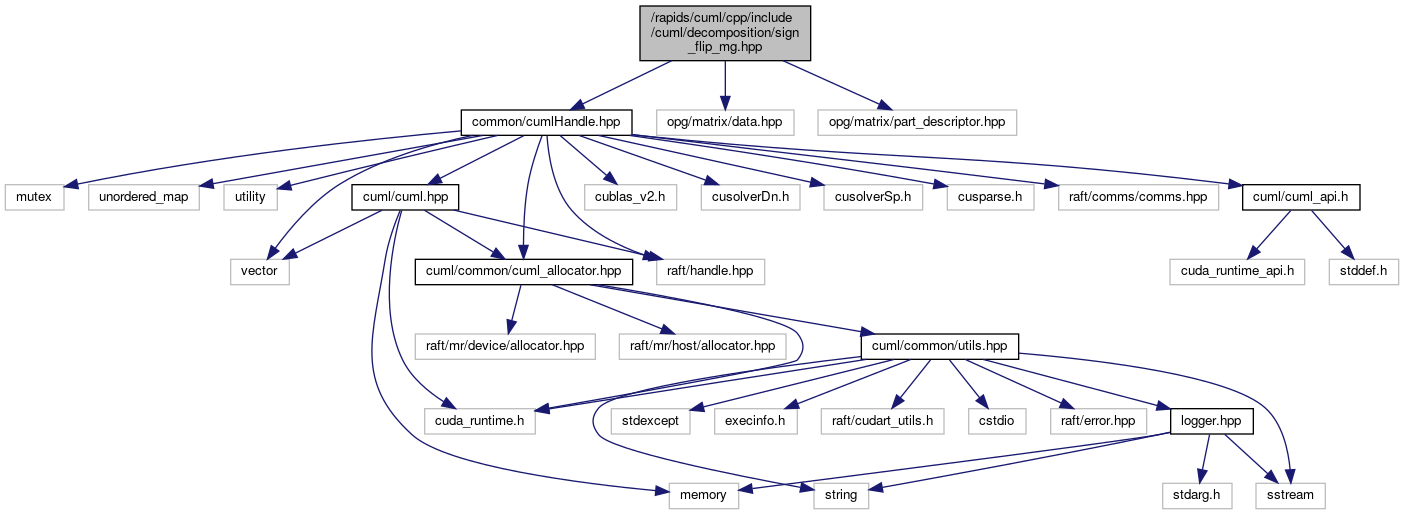 /rapids/cuml/cpp/include
/cuml/decomposition/sign
_flip_mg.hpp
common/cumlHandle.hpp
opg/matrix/data.hpp
opg/matrix/part_descriptor.hpp
mutex
unordered_map
utility
cuml/cuml.hpp
cublas_v2.h
cusolverDn.h
cusolverSp.h
cusparse.h
raft/comms/comms.hpp
cuml/cuml_api.h
vector
cuml/common/cuml_allocator.hpp
raft/handle.hpp
cuda_runtime_api.h
stddef.h
raft/mr/device/allocator.hpp
raft/mr/host/allocator.hpp
cuml/common/utils.hpp
cuda_runtime.h
stdexcept
execinfo.h
raft/cudart_utils.h
cstdio
raft/error.hpp
logger.hpp
memory
string
stdarg.h
sstream